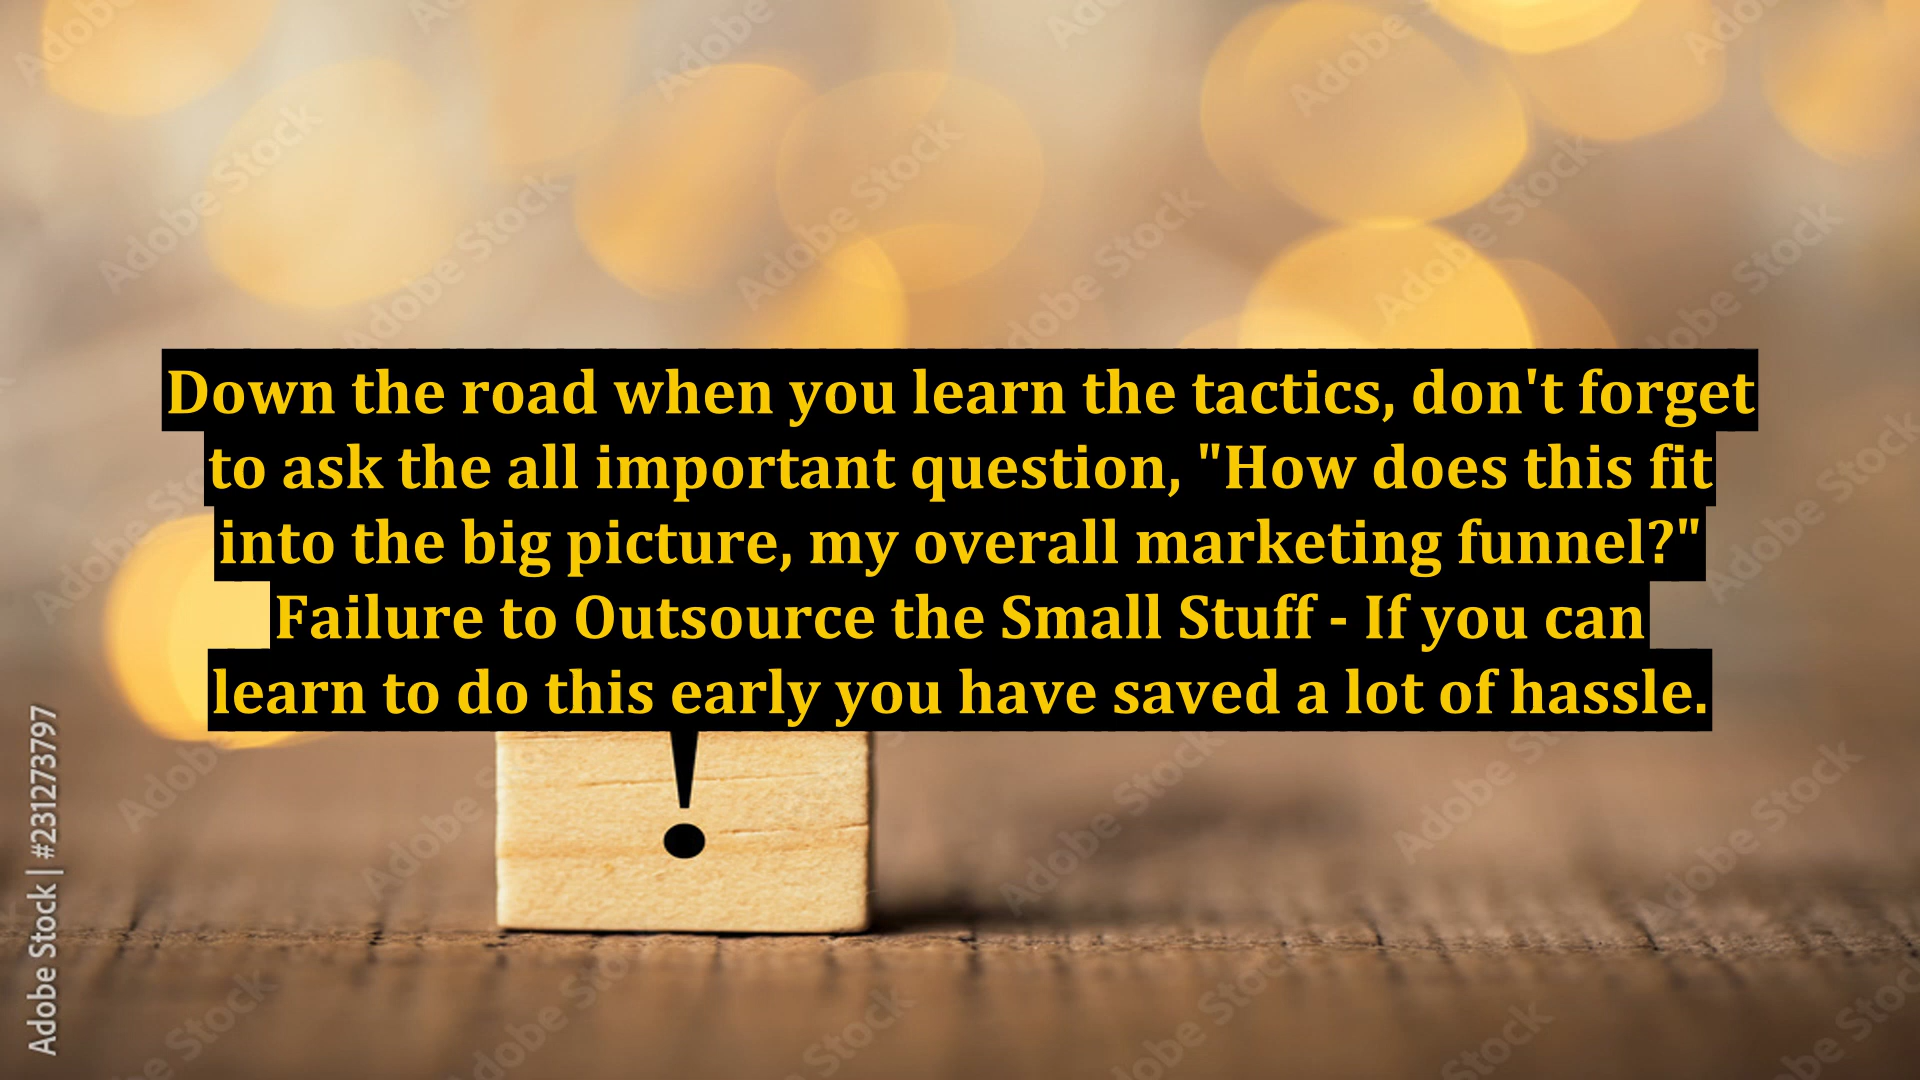 Down the road when you learn the tactics, don't forget
to ask the all important question, "How does this fit
into the big picture, my overall marketing funnel?"
Failure to Outsource the Small Stuff - If you can
learn to do this early you have saved a lot of hassle.
!
Adobe Stock | #231273797
Adobe Stock